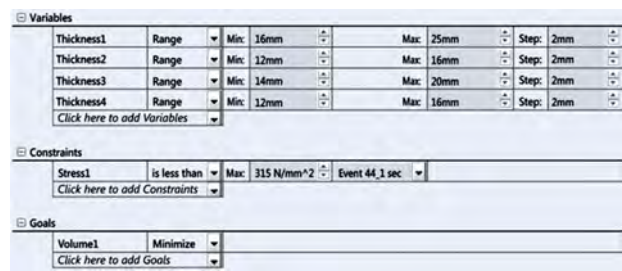 Variables
Thickness1 Range Min: 16mm Max: 25mm Step: 2mm
Thickness2 Range Min: 12mm Max: 16mm Step: 2mm
Thickness3 Range Min: 14mm Max: 20mm Step: 2mm
Thickness4 Range Min: 12mm Max: 16mm Step: 2mm
Click here to add Variables
Constraints
Stress1 is less than Max: 315 N/mm^2 Event 44_1 sec
Click here to add Constraints
Goals
Volume1 Minimize
Click here to add Goals